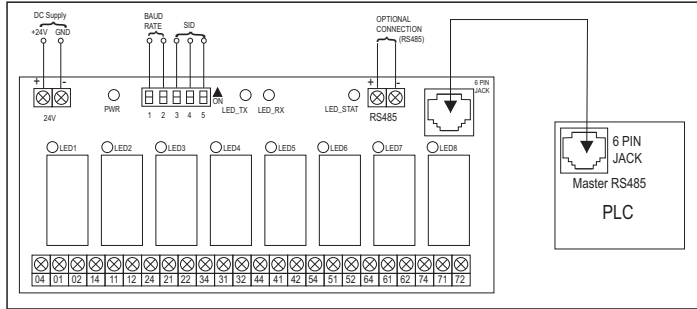 DC Supply
+24V GND
BAUD
RATE
SID
OPTIONAL
CONNECTION
(RS485)
+ -
24V
PWR
1 2 3 4 5
ON
LED_TX LED_RX
LED_STAT
+ -
RS485
6 PIN
JACK
6 PIN
JACK
Master RS485
PLC
LED1 LED2 LED3 LED4 LED5 LED6 LED7 LED8
04 01 02 14 11 12 24 21 22 34 31 32 44 41 42 54 51 52 64 61 62 74 71 72